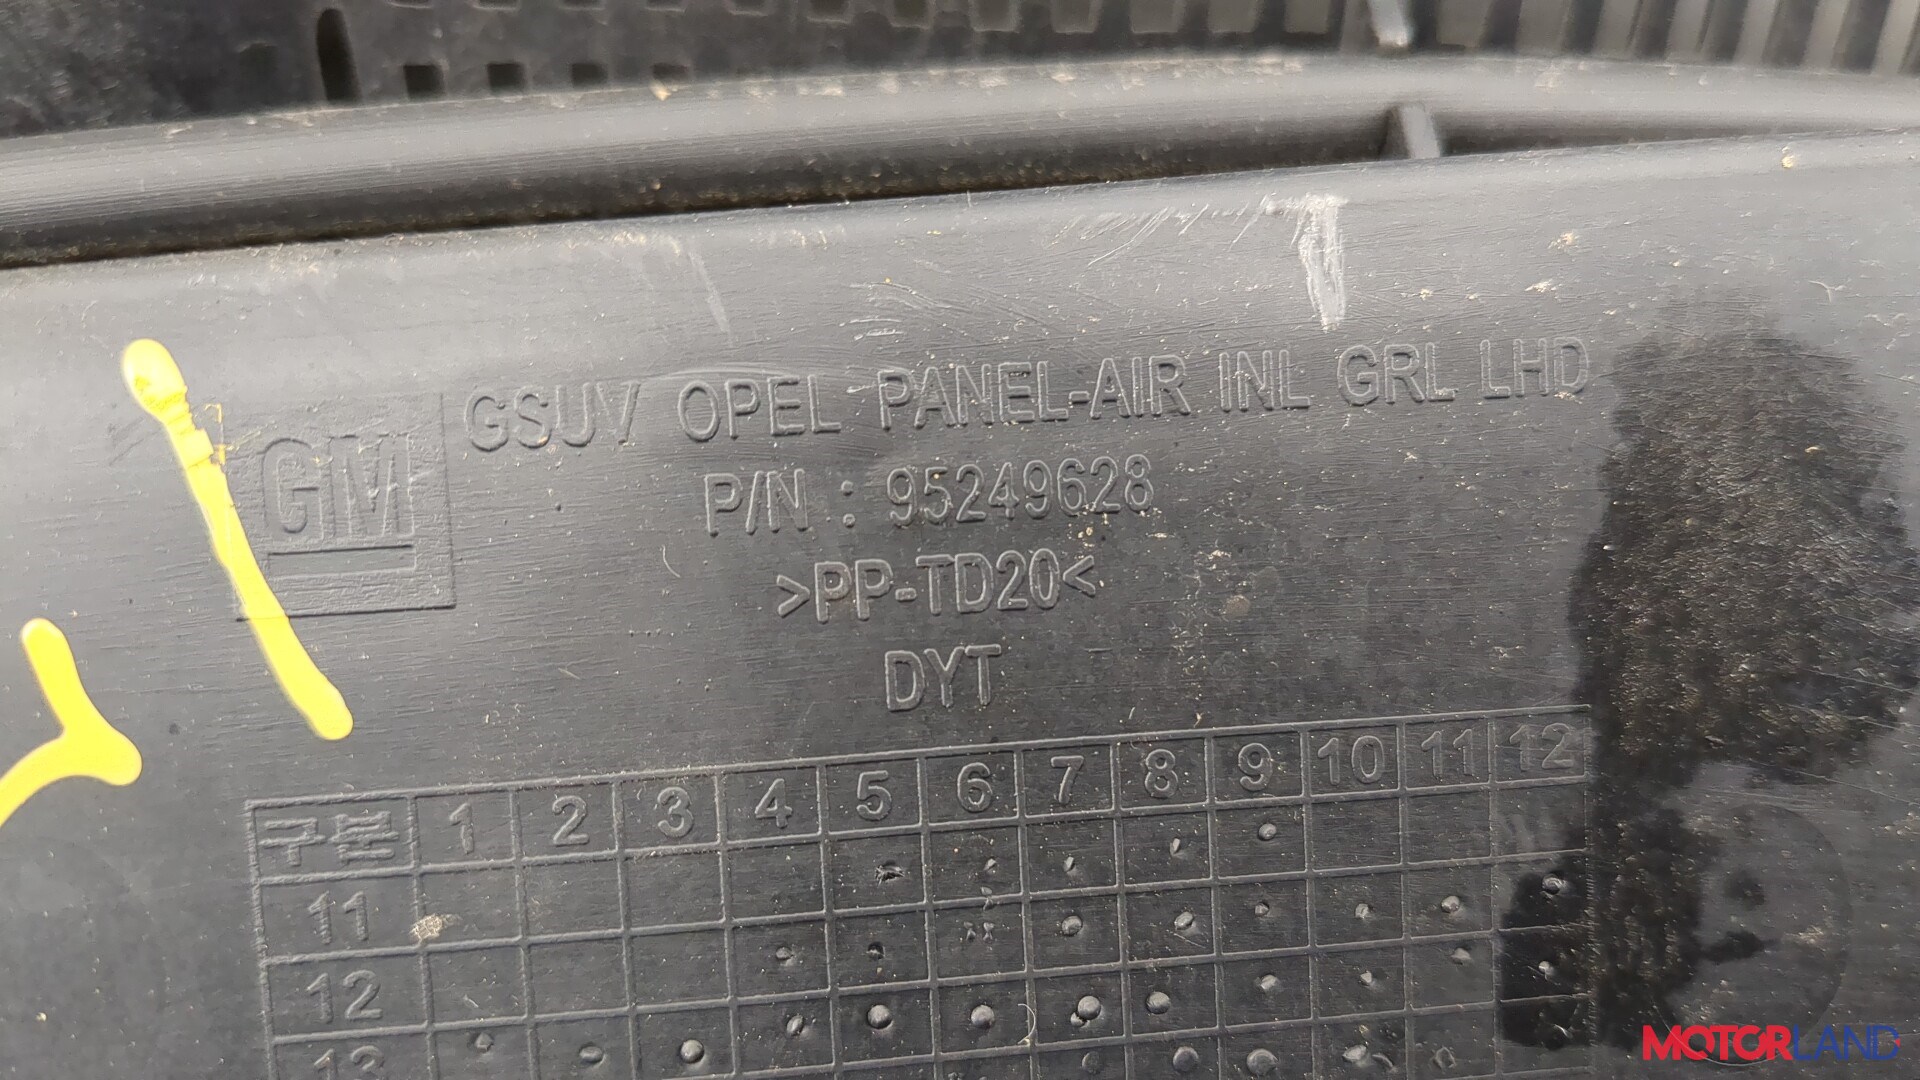 GSUV OPEL PANEL-AIR INL GRL LHD
GM
P/N : 95249628
>PP-TD20<
DYT
구분 1 2 3 4 5 6 7 8 9 10 11 12
11
12
13
MOTORLAND